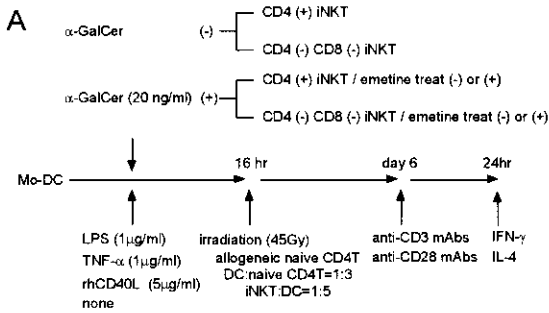 A
α-GalCer (-) CD4 (+) iNKT
CD4 (-) CD8 (-) iNKT
α-GalCer (20 ng/ml) (+) CD4 (+) iNKT / emetine treat (-) or (+)
CD4 (-) CD8 (-) iNKT / emetine treat (-) or (+)
Mo-DC 16 hr day 6 24hr
LPS (1μg/ml) irradiation (45Gy) anti-CD3 mAbs IFN-γ
TNF-α (1μg/ml) allogeneic naive CD4T anti-CD28 mAbs IL-4
rhCD40L (5μg/ml) DC:naive CD4T=1:3
none iNKT:DC=1:5